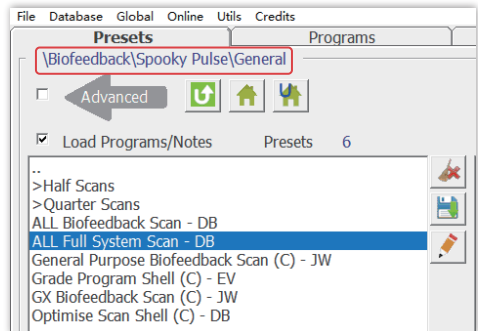 File Database Global Online Utils Credits
Presets Programs
\Biofeedback\Spooky Pulse\General
Advanced
Load Programs/Notes Presets 6
..
>Half Scans
>Quarter Scans
ALL Biofeedback Scan - DB
ALL Full System Scan - DB
General Purpose Biofeedback Scan (C) - JW
Grade Program Shell (C) - EV
GX Biofeedback Scan (C) - JW
Optimise Scan Shell (C) - DB